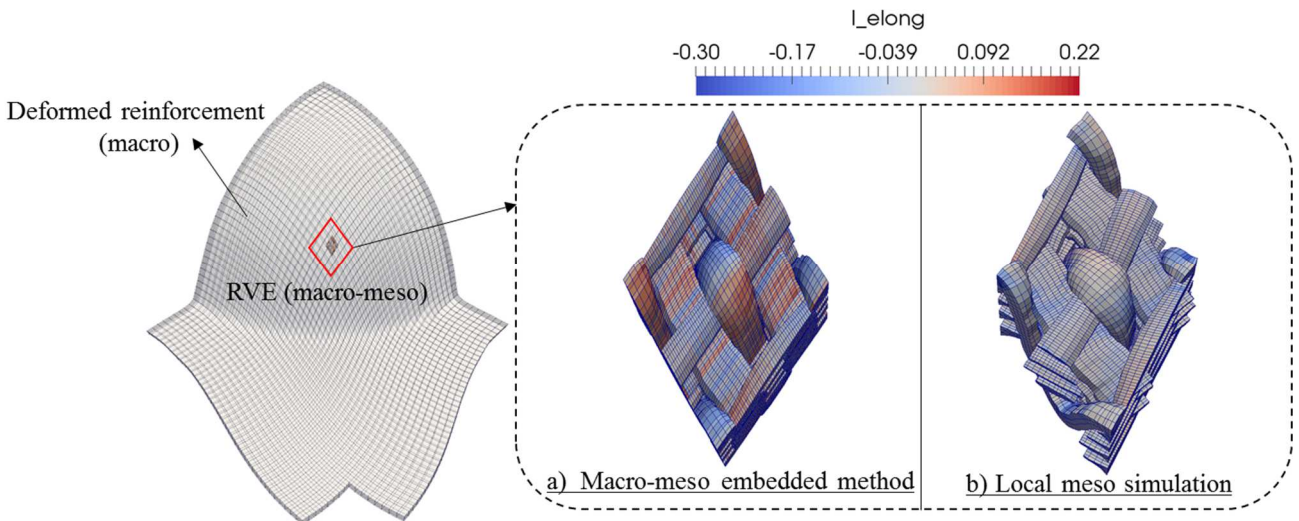 I_elong
-0.30 -0.17 -0.039 0.092 0.22
Deformed reinforcement
(macro)
RVE (macro-meso)
a) Macro-meso embedded method
b) Local meso simulation